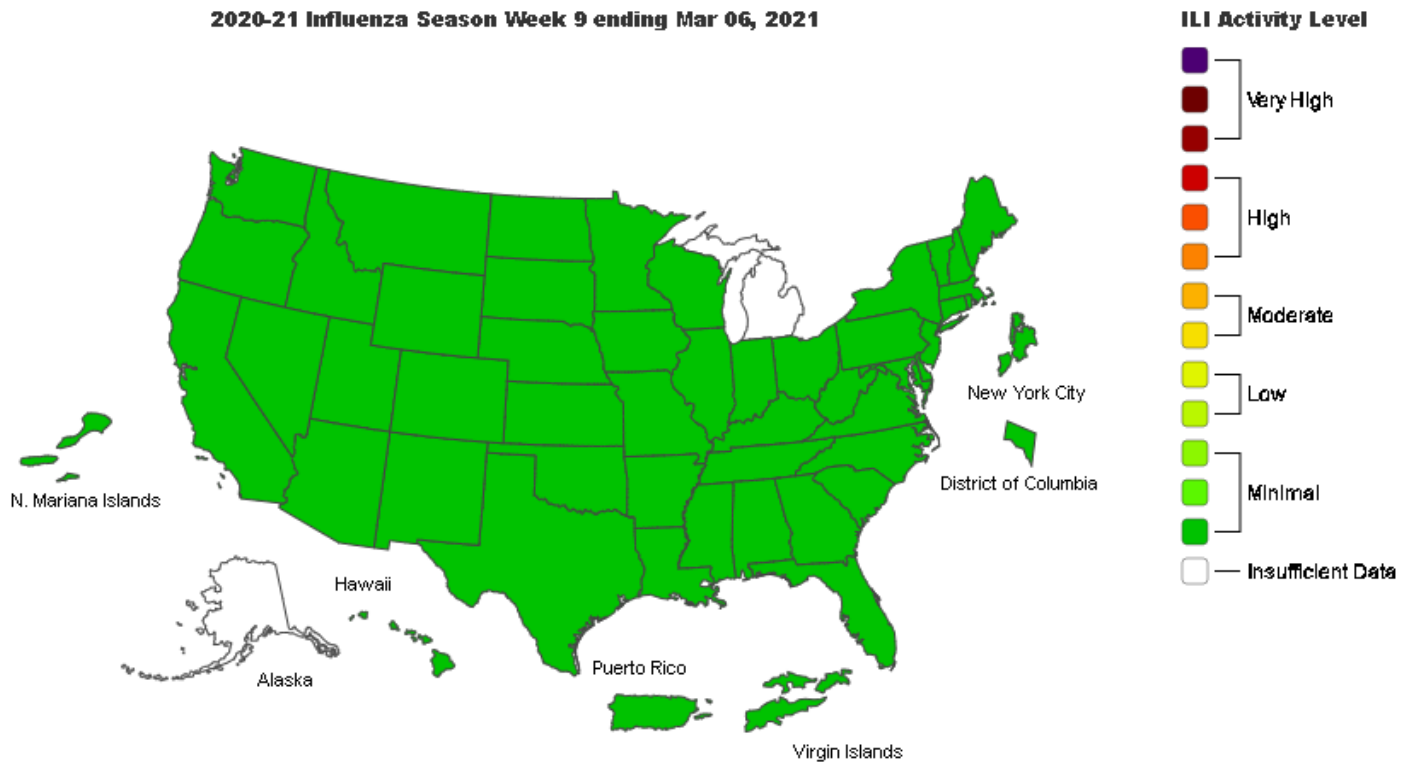 2020-21 Influenza Season Week 9 ending Mar 06, 2021
ILI Activity Level
Very High
High
Moderate
Low
Minimal
Insufficient Data
New York City
District of Columbia
N. Mariana Islands
Hawaii
Alaska
Puerto Rico
Virgin Islands